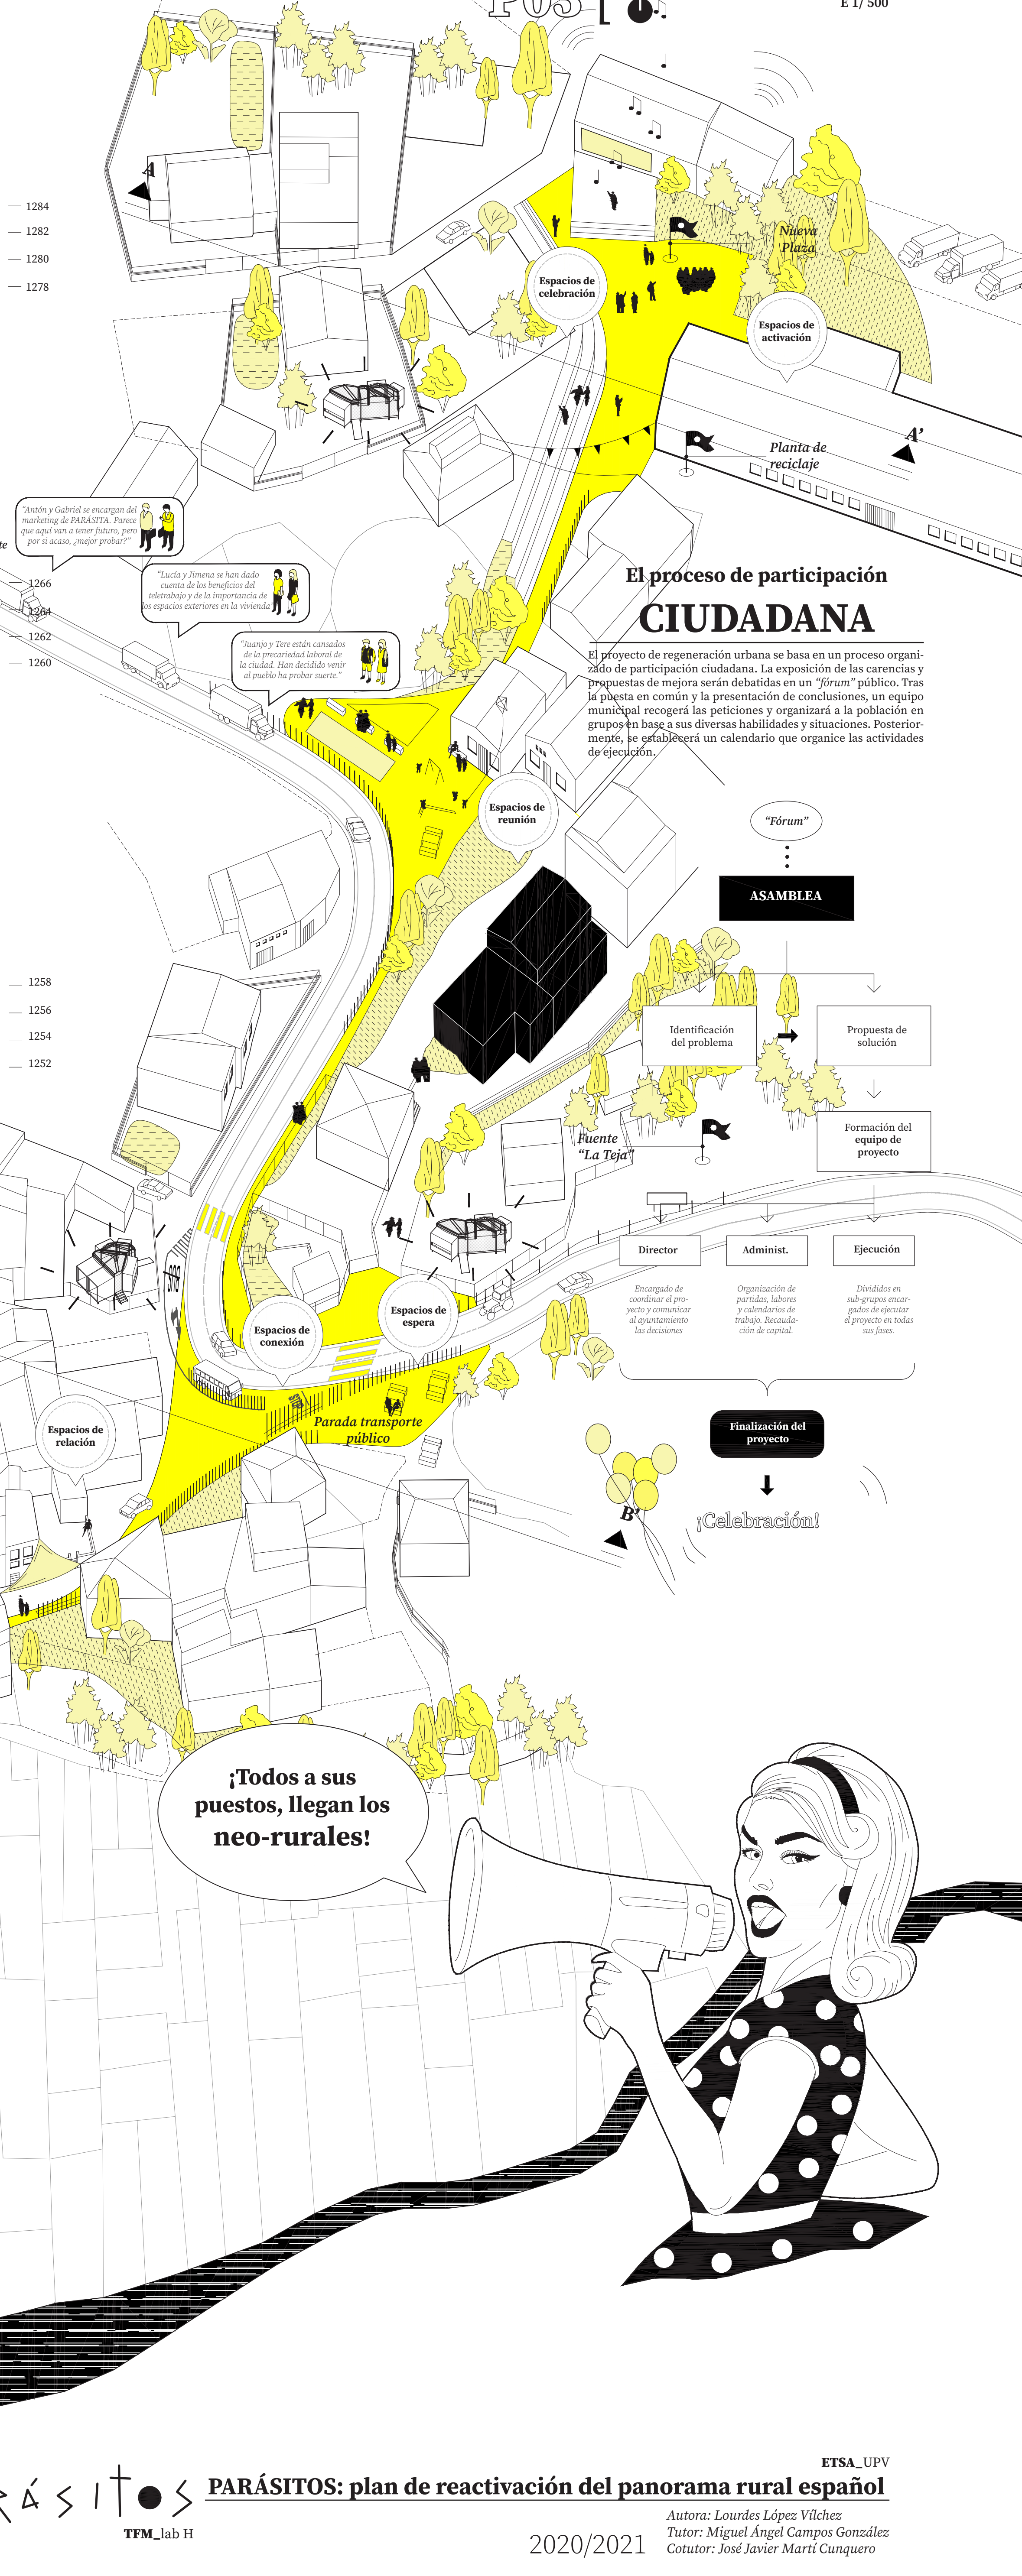 P03
E 1/ 500
A
1284
1282
1280
1278
Nueva
Plaza
Espacios de
celebración
Espacios de
activación
A’
Planta de
reciclaje
“Antón y Gabriel se encargan del
marketing de PARÁSITA. Parece
que aquí van a tener futuro, pero
por si acaso, ¿mejor probar?”
te
“Lucía y Jimena se han dado
cuenta de los beneficios del
teletrabajo y de la importancia de
los espacios exteriores en la vivienda”
1266
1264
1262
1260
“Juanjo y Tere están cansados
de la precariedad laboral de
la ciudad. Han decidido venir
al pueblo ha probar suerte.”
El proceso de participación
CIUDADANA
El proyecto de regeneración urbana se basa en un proceso organi-
zado de participación ciudadana. La exposición de las carencias y
propuestas de mejora serán debatidas en un “fórum” público. Tras
la puesta en común y la presentación de conclusiones, un equipo
municipal recogerá las peticiones y organizará a la población en
grupos en base a sus diversas habilidades y situaciones. Posterior-
mente, se establecerá un calendario que organice las actividades
de ejecución.
Espacios de
reunión
“Fórum”
ASAMBLEA
1258
1256
1254
1252
Identificación
del problema
Propuesta de
solución
Formación del
equipo de
proyecto
Fuente
“La Teja”
Director
Administ.
Ejecución
Encargado de
coordinar el pro-
yecto y comunicar
al ayuntamiento
las decisiones
Organización de
partidas, labores
y calendarios de
trabajo. Recauda-
ción de capital.
Divididos en
sub-grupos encar-
gados de ejecutar
el proyecto en todas
sus fases.
BUS
Espacios de
espera
Espacios de
conexión
Espacios de
relación
Parada transporte
público
Finalización del
proyecto
¡Celebración!
B’
¡Todos a sus
puestos, llegan los
neo-rurales!
ETSA_UPV
rásitos
PARÁSITOS: plan de reactivación del panorama rural español
TFM_lab H
2020/2021
Autora: Lourdes López Vílchez
Tutor: Miguel Ángel Campos González
Cotutor: José Javier Martí Cunquero